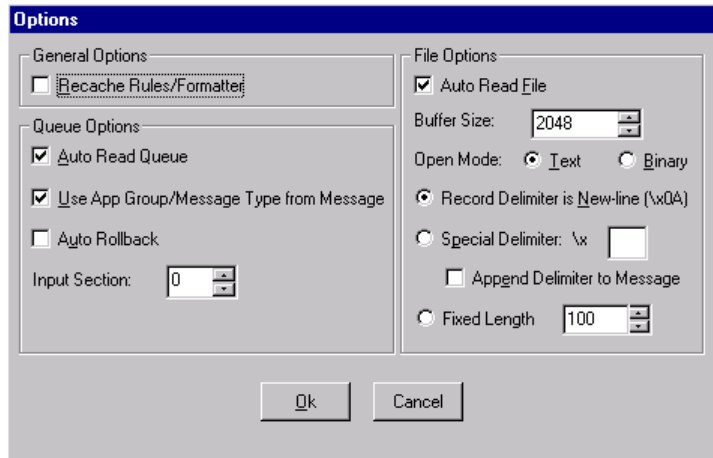 Options
General Options
Recache Rules/Formatter
Queue Options
Auto Read Queue
Use App Group/Message Type from Message
Auto Rollback
Input Section: 0
File Options
Auto Read File
Buffer Size: 2048
Open Mode: Text Binary
Record Delimiter is New-line (\x0A)
Special Delimiter: \x
Append Delimiter to Message
Fixed Length 100
Ok Cancel